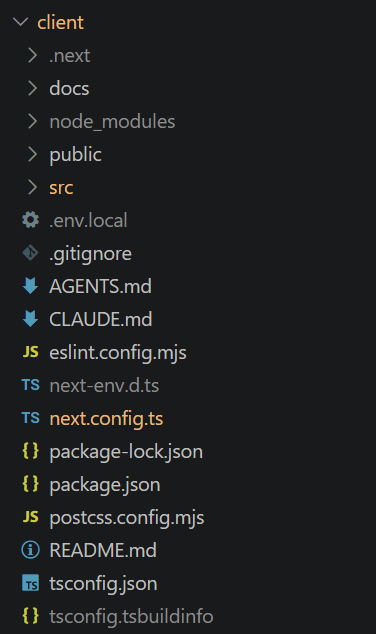 client
.next
docs
node_modules
public
src
.env.local
.gitignore
AGENTS.md
CLAUDE.md
JS eslint.config.mjs
TS next-env.d.ts
TS next.config.ts
{} package-lock.json
{} package.json
JS postcss.config.mjs
README.md
TS tsconfig.json
{} tsconfig.tsbuildinfo